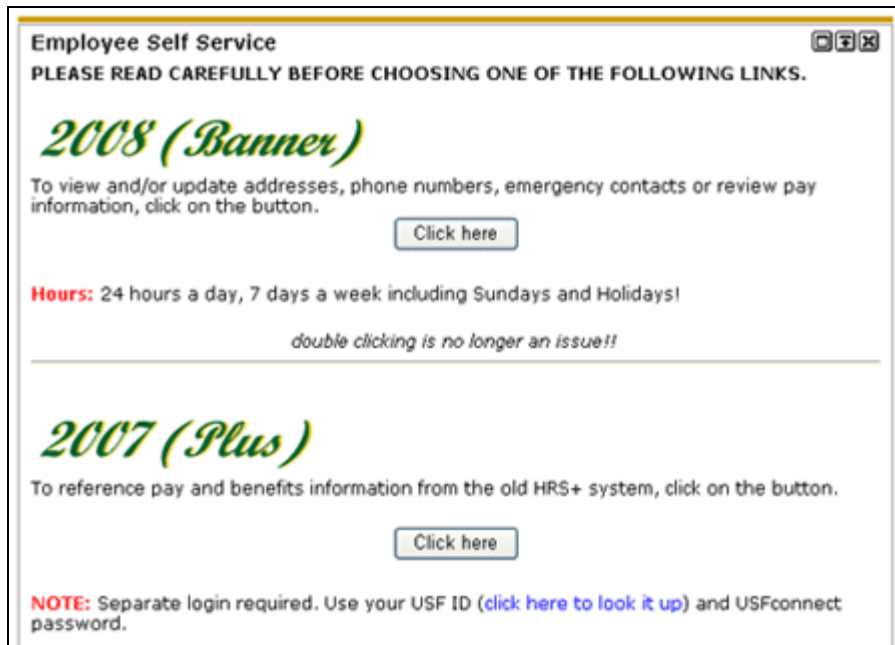 Employee Self Service
PLEASE READ CAREFULLY BEFORE CHOOSING ONE OF THE FOLLOWING LINKS.
2008 (Banner)
To view and/or update addresses, phone numbers, emergency contacts or review pay
information, click on the button.
Click here
Hours: 24 hours a day, 7 days a week including Sundays and Holidays!
double clicking is no longer an issue!!
2007 (Plus)
To reference pay and benefits information from the old HRS+ system, click on the button.
Click here
NOTE: Separate login required. Use your USF ID (click here to look it up) and USFconnect
password.